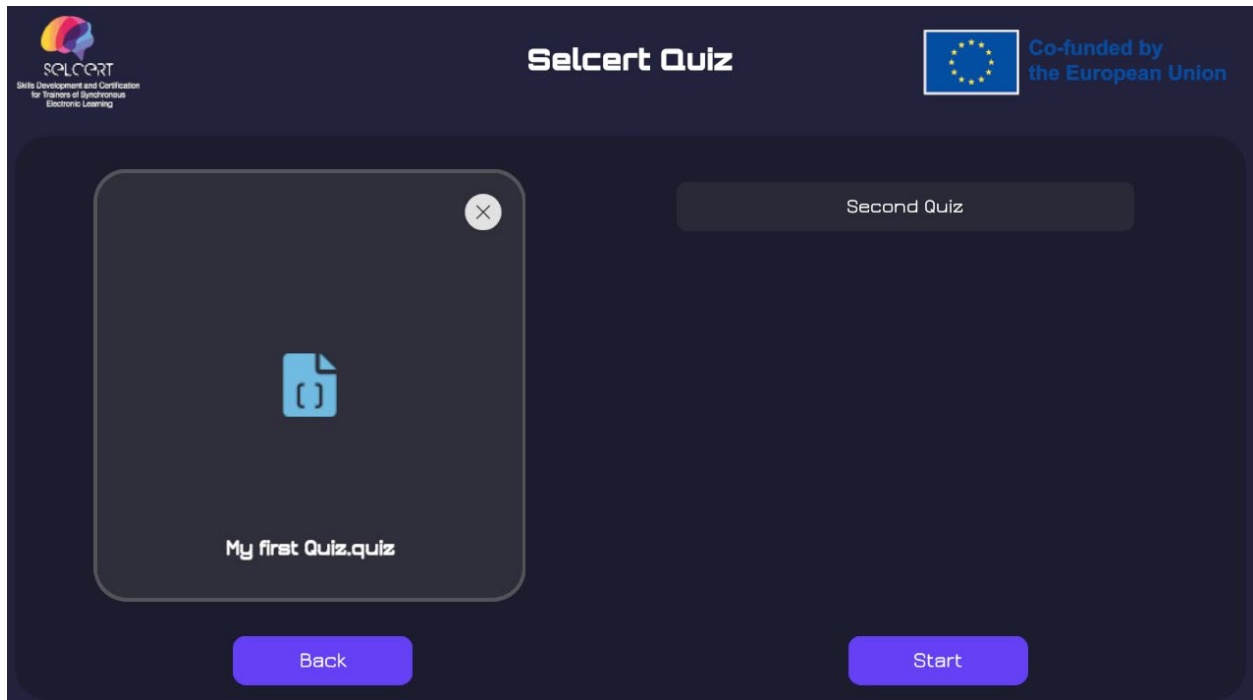 SELCERT
Skills Development and Certification
for Trainers of Synchronous
Electronic Learning
Selcert Quiz
Co-funded by
the European Union
My first Quiz.quiz
Second Quiz
Back
Start